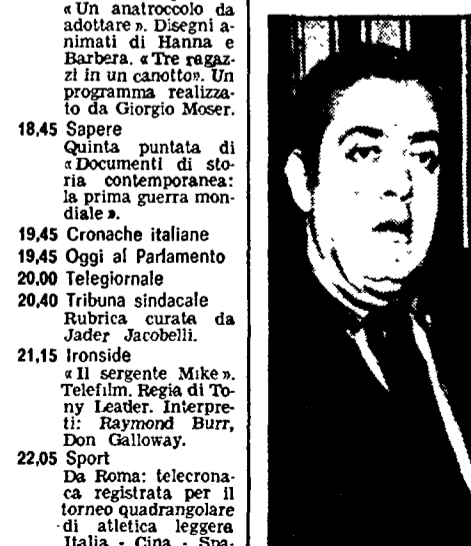 «Un anatroccolo da
adottare». Disegni a-
nimati di Hanna e
Barbera. «Tre ragaz-
zi in un canotto». Un
programma realizza-
to da Giorgio Moser.
18,45 Sapere
Quinta puntata di
«Documenti di sto-
ria contemporanea:
la prima guerra mon-
diale».
19,45 Cronache italiane
19,45 Oggi al Parlamento
20.00 Telegiornale
20,40 Tribuna sindacale
Rubrica curata da
Jader Jacobelli.
21,15 Ironside
«Il sergente Mike».
Telefilm. Regia di To-
ny Leader. Interpre-
ti: Raymond Burr,
Don Galloway.
22,05 Sport
Da Roma: telecrona-
ca registrata per il
torneo quadrangolare
di atletica leggera
Italia - Cina - Spa-